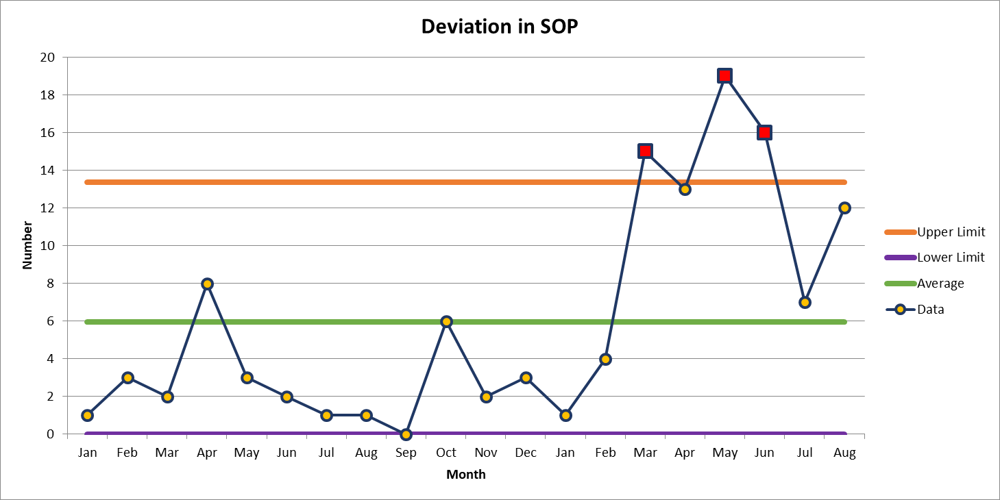 Deviation in SOP
20
18
16
14
12
10
8
6
4
2
0
Number
Jan Feb Mar Apr May Jun Jul Aug Sep Oct Nov Dec Jan Feb Mar Apr May Jun Jul Aug
Month
Upper Limit
Lower Limit
Average
Data